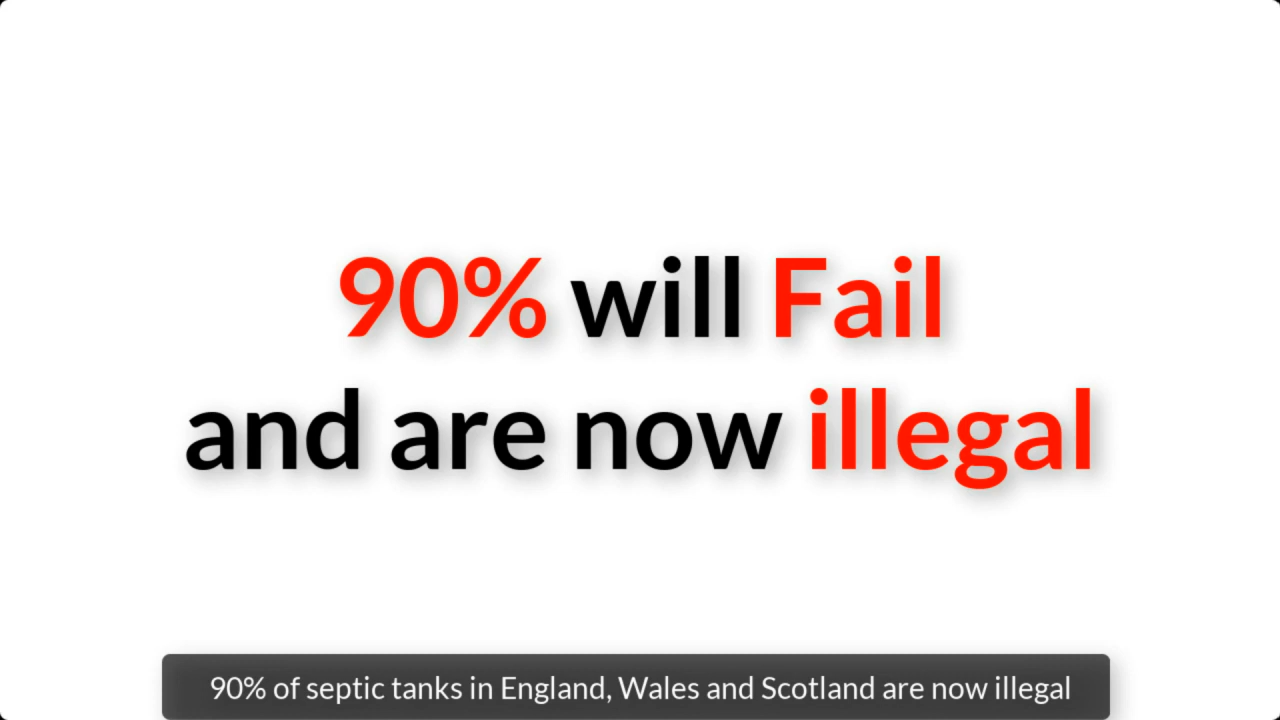 90% will Fail
and are now illegal
90% of septic tanks in England, Wales and Scotland are now illegal